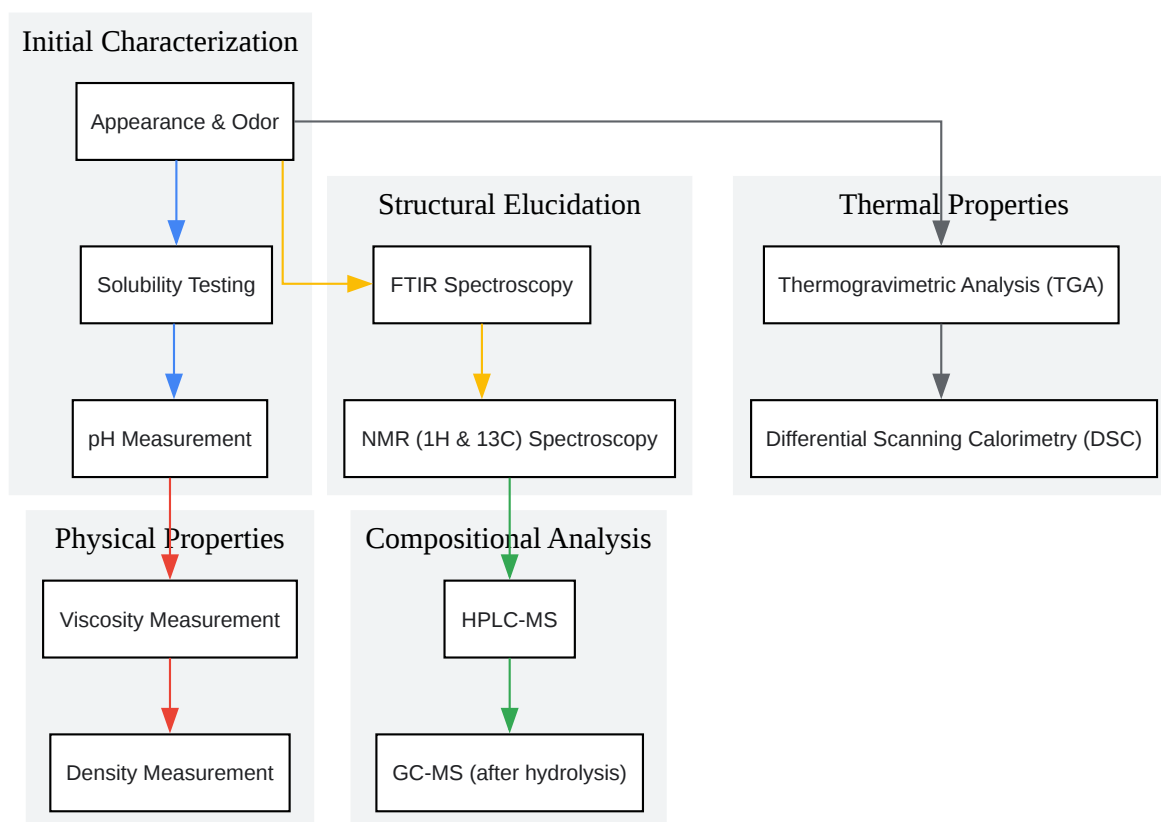 Initial Characterization
Appearance & Odor
Solubility Testing
pH Measurement
Structural Elucidation
FTIR Spectroscopy
NMR (1H & 13C) Spectroscopy
Thermal Properties
Thermogravimetric Analysis (TGA)
Differential Scanning Calorimetry (DSC)
Physical Properties
Viscosity Measurement
Density Measurement
Compositional Analysis
HPLC-MS
GC-MS (after hydrolysis)